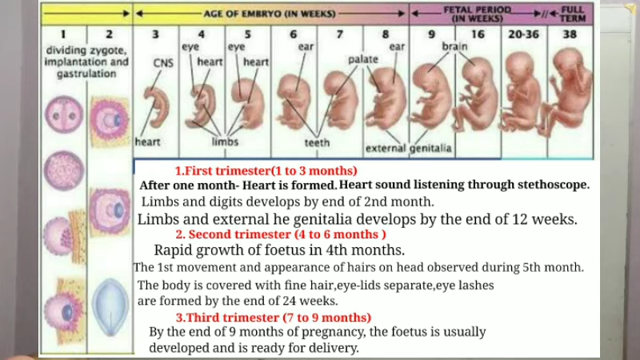 AGE OF EMBRYO (IN WEEKS)
FETAL PERIOD
(IN WEEKS)
FULL
TERM
1 2 3 4 5 6 7 8 9 16 20-36 38
dividing zygote,
implantation and
gastrulation
CNS
eye
heart
eye
heart
ear
palate
ear
brain
heart
limbs
teeth
external genitalia
1.First trimester(1 to 3 months)
After one month- Heart is formed.Heart sound listening through stethoscope.
Limbs and digits develops by end of 2nd month.
Limbs and external he genitalia develops by the end of 12 weeks.
2. Second trimester (4 to 6 months )
Rapid growth of foetus in 4th months.
The 1st movement and appearance of hairs on head observed during 5th month.
The body is covered with fine hair,eye-lids separate,eye lashes
are formed by the end of 24 weeks.
3.Third trimester (7 to 9 months)
By the end of 9 months of pregnancy, the foetus is usually
developed and is ready for delivery.